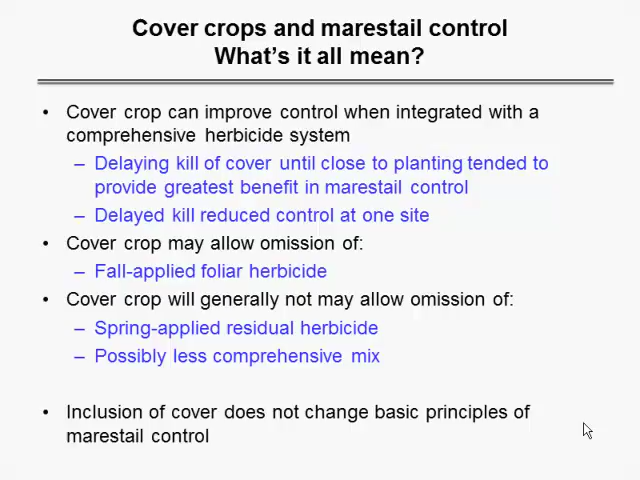 Cover crops and marestail control
What's it all mean?
• Cover crop can improve control when integrated with a
comprehensive herbicide system
– Delaying kill of cover until close to planting tended to
provide greatest benefit in marestail control
– Delayed kill reduced control at one site
• Cover crop may allow omission of:
– Fall-applied foliar herbicide
• Cover crop will generally not may allow omission of:
– Spring-applied residual herbicide
– Possibly less comprehensive mix
• Inclusion of cover does not change basic principles of
marestail control